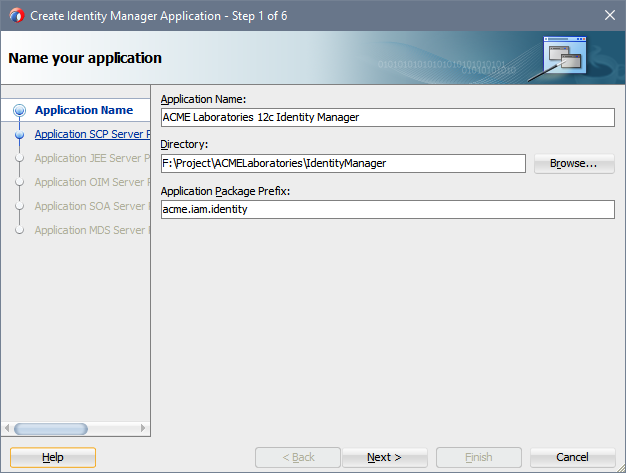 Create Identity Manager Application - Step 1 of 6
Name your application
Application Name
Application SCP Server
Application JEE Server
Application OIM Server
Application SOA Server
Application MDS Server
Application Name:
ACME Laboratories 12c Identity Manager
Directory:
F:\Project\ACMELaboratories\IdentityManager
Browse...
Application Package Prefix:
acme.iam.identity
Help
< Back
Next >
Finish
Cancel